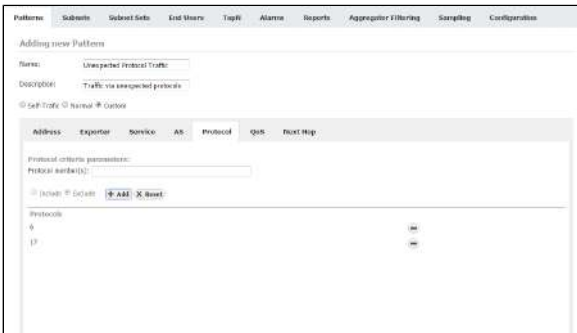 Patterns Subnets Subnet Sets End Users TopN Alarms Reports Aggregator Filtering Sampling Configuration
Adding new Pattern
Name: Unexpected Protocol Traffic
Description: Traffic via unexpected protocols
Self-Trafic Normal Custom
Address Exporter Service AS Protocol QoS Next Hop
Protocol criteria parameters:
Protocol number(s):
Include Exclude Add Reset
Protocols
6
17